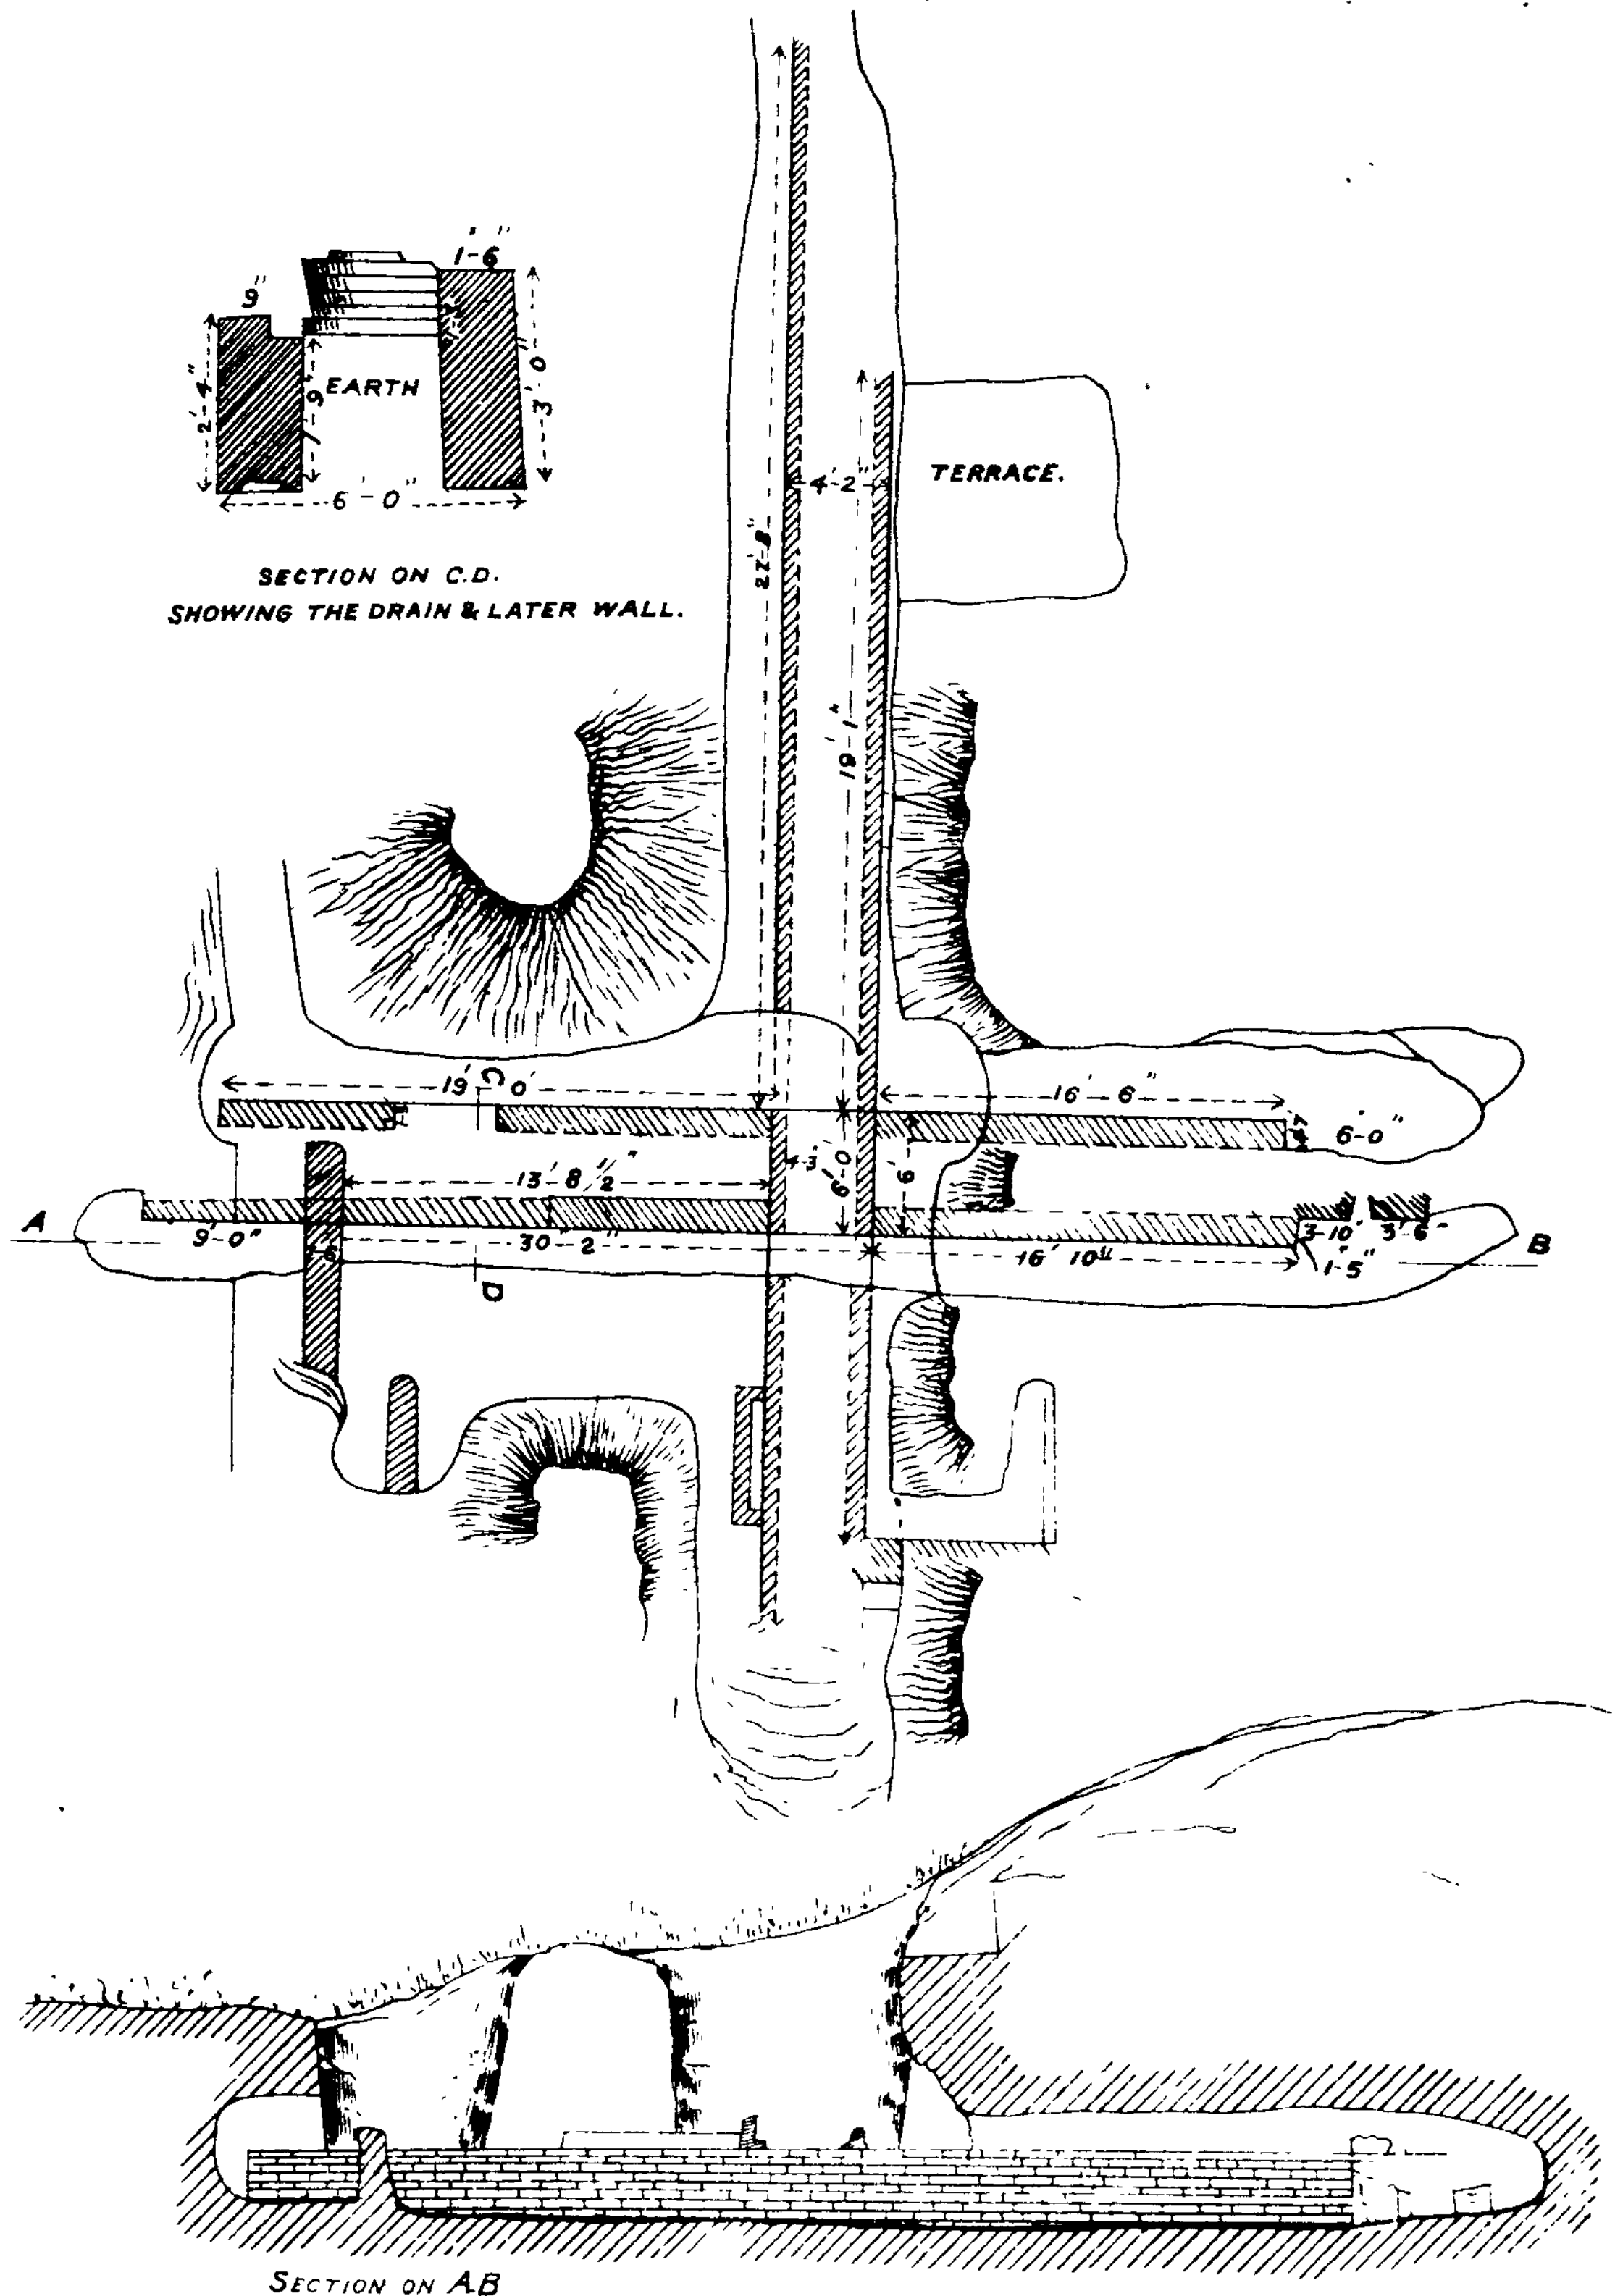 1'-6"
9"
2'-4"
1'-9"
EARTH
3'-0"
6'-0"
SECTION ON C.D.
SHOWING THE DRAIN & LATER WALL.
4'-2"
TERRACE.
22'-8"
19'-1"
19'-0'
C
16'-6"
6'-0"
4-3"
6'-0"
6'
13'-8 1/2"
A
9'-0"
1-6"
30'-2"
16' 10"
3-10'
3'-6"
1'-5"
B
D
SECTION ON AB